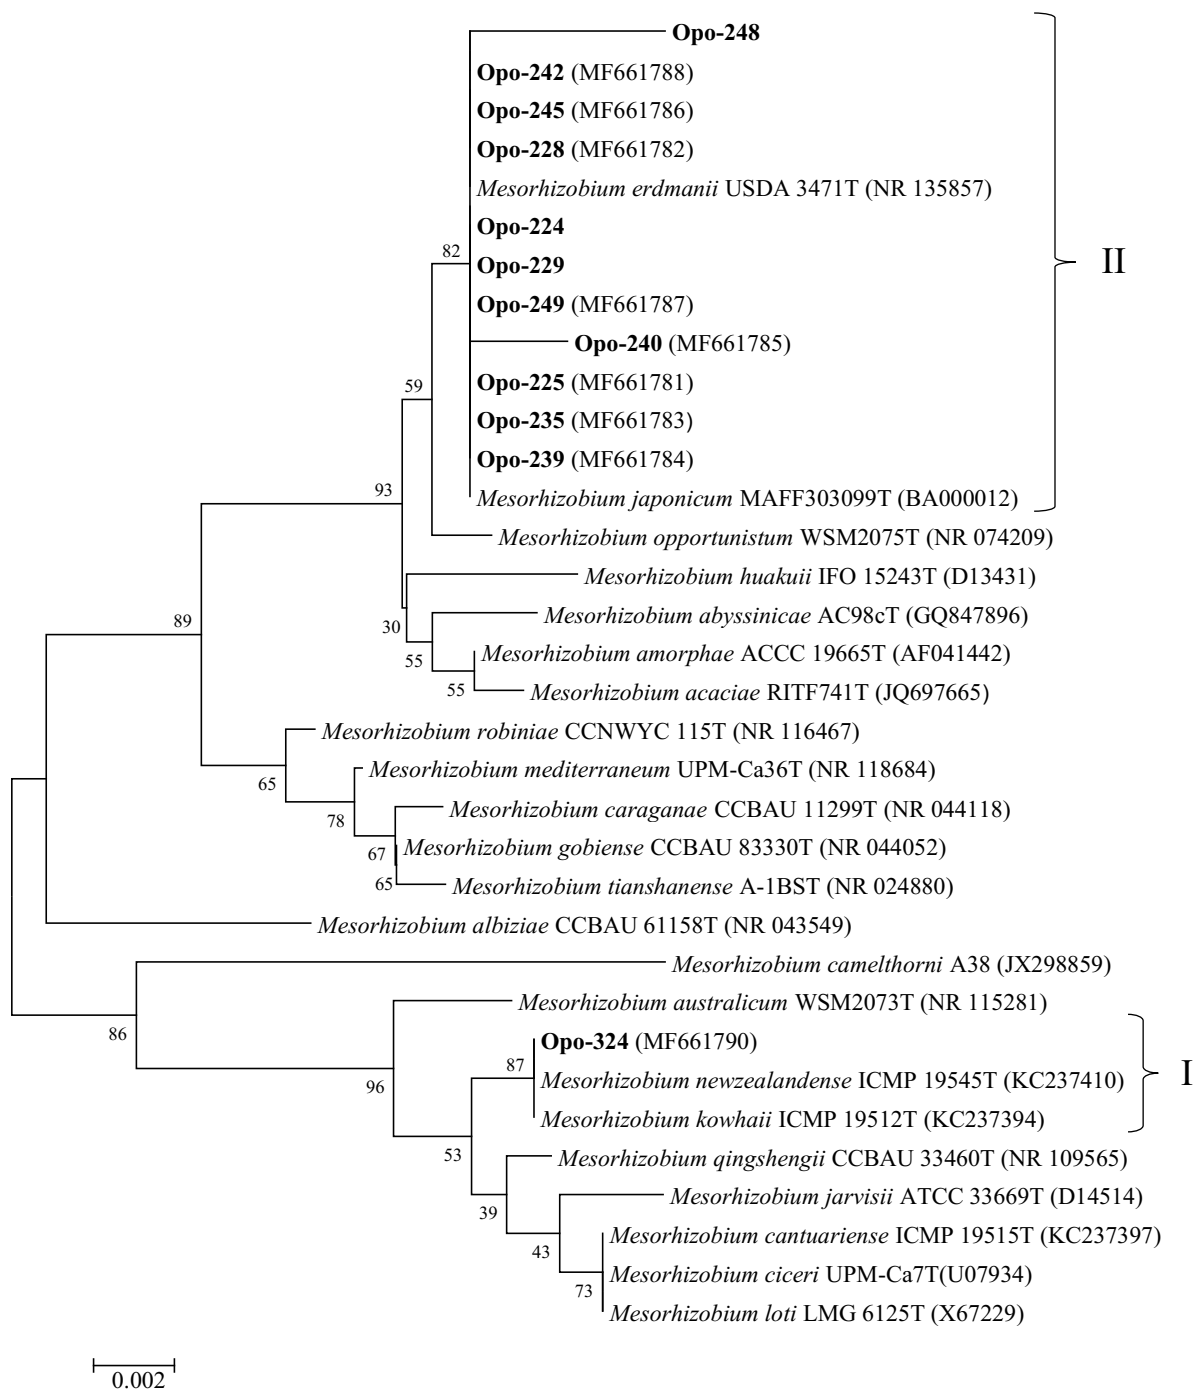 Opo-248
Opo-242 (MF661788)
Opo-245 (MF661786)
Opo-228 (MF661782)
Mesorhizobium erdmanii USDA 3471T (NR 135857)
Opo-224
82
II
Opo-229
Opo-249 (MF661787)
Opo-240 (MF661785)
59
Opo-225 (MF661781)
Opo-235 (MF661783)
Opo-239 (MF661784)
93
Mesorhizobium japonicum MAFF303099T (BA000012)
Mesorhizobium opportunistum WSM2075T (NR 074209)
Mesorhizobium huakuii IFO 15243T (D13431)
89
Mesorhizobium abyssinicae AC98cT (GQ847896)
30
Mesorhizobium amorphae ACCC 19665T (AF041442)
55
55
Mesorhizobium acaciae RITF741T (JQ697665)
Mesorhizobium robiniae CCNWYC 115T (NR 116467)
65
Mesorhizobium mediterraneum UPM-Ca36T (NR 118684)
Mesorhizobium caraganae CCBAU 11299T (NR 044118)
78
67
Mesorhizobium gobiense CCBAU 83330T (NR 044052)
65
Mesorhizobium tianshanense A-1BST (NR 024880)
Mesorhizobium albiziae CCBAU 61158T (NR 043549)
Mesorhizobium camelthorni A38 (JX298859)
Mesorhizobium australicum WSM2073T (NR 115281)
86
Opo-324 (MF661790)
87
I
96
Mesorhizobium newzealandense ICMP 19545T (KC237410)
Mesorhizobium kowhaii ICMP 19512T (KC237394)
53
Mesorhizobium qingshengii CCBAU 33460T (NR 109565)
Mesorhizobium jarvisii ATCC 33669T (D14514)
39
Mesorhizobium cantuariense ICMP 19515T (KC237397)
43
Mesorhizobium ciceri UPM-Ca7T(U07934)
73
Mesorhizobium loti LMG 6125T (X67229)
0.002